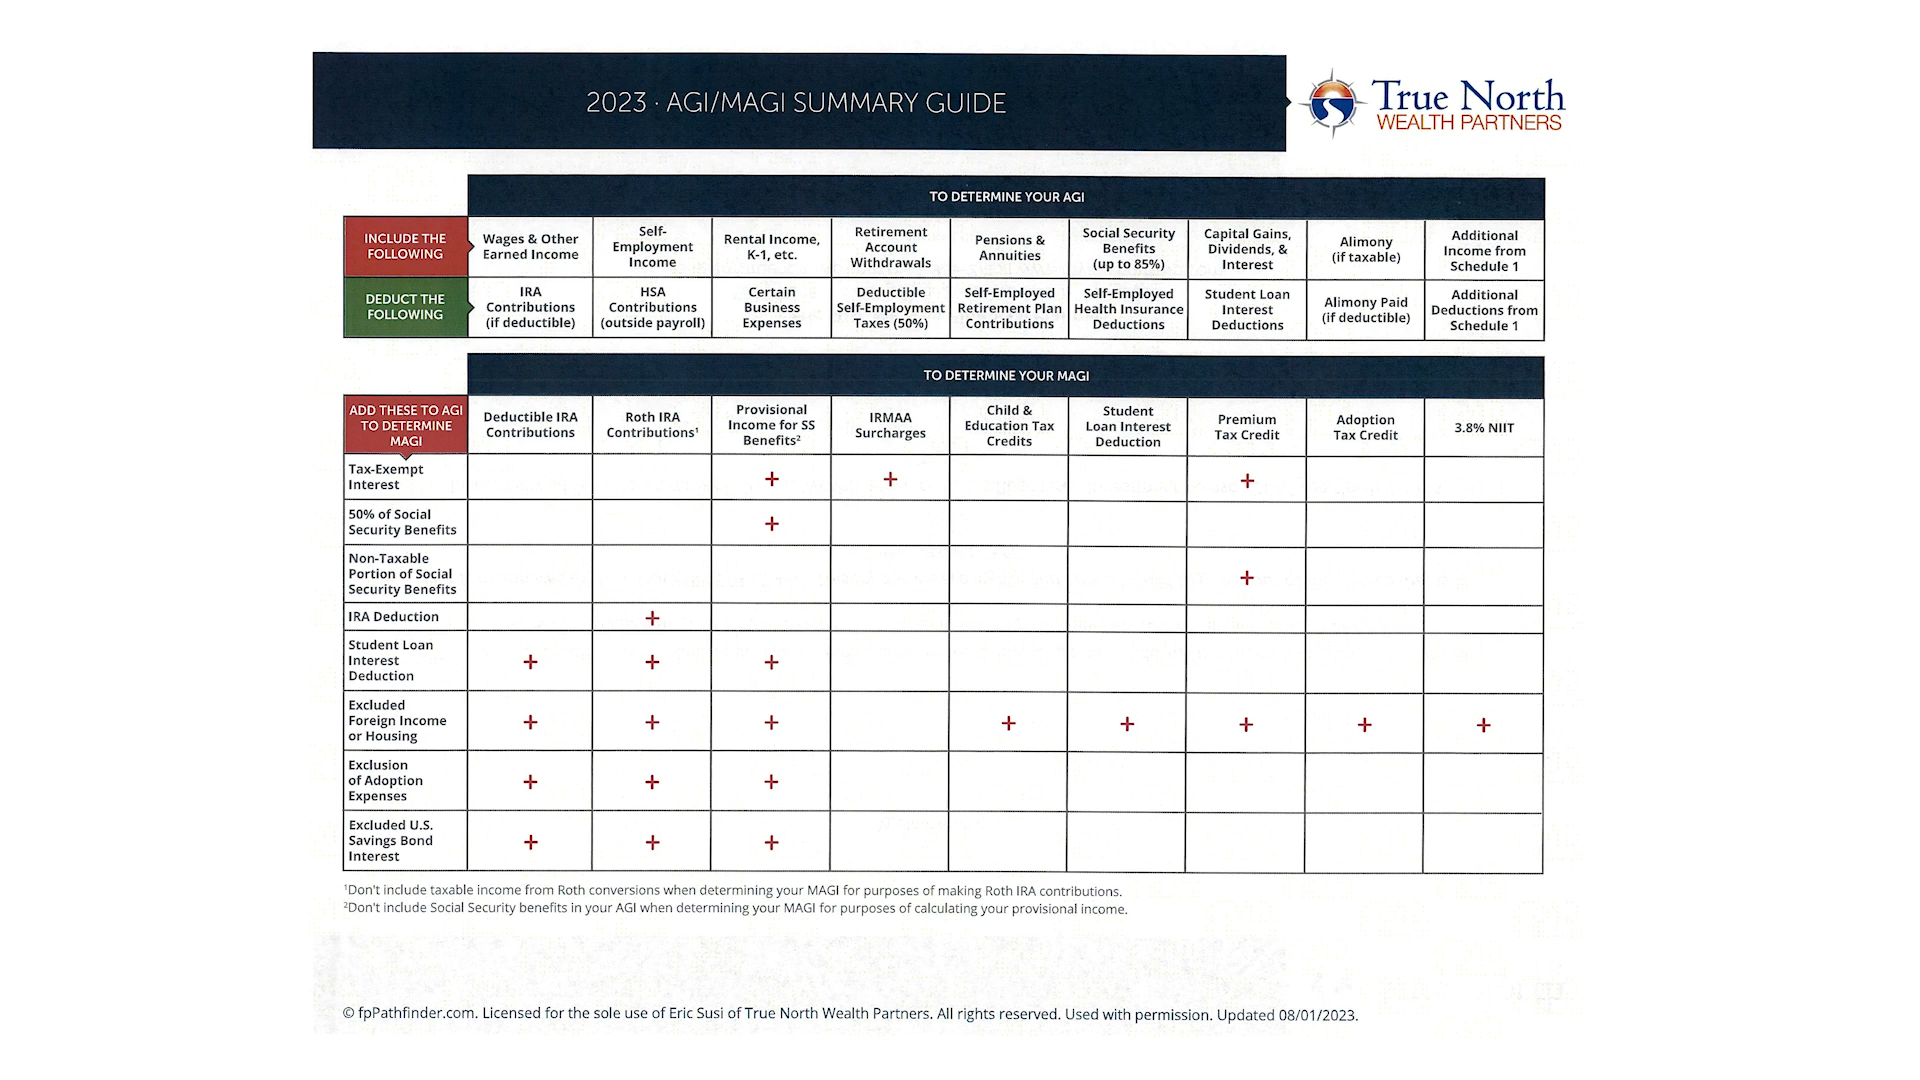 2023 · AGI/MAGI SUMMARY GUIDE
True North
WEALTH PARTNERS
TO DETERMINE YOUR AGI
INCLUDE THE
FOLLOWING
Wages & Other
Earned Income
Self-
Employment
Income
Rental Income,
K-1, etc.
Retirement
Account
Withdrawals
Pensions &
Annuities
Social Security
Benefits
(up to 85%)
Capital Gains,
Dividends, &
Interest
Alimony
(if taxable)
Additional
Income from
Schedule 1
DEDUCT THE
FOLLOWING
IRA
Contributions
(if deductible)
HSA
Contributions
(outside payroll)
Certain
Business
Expenses
Deductible
Self-Employment
Taxes (50%)
Self-Employed
Retirement Plan
Contributions
Self-Employed
Health Insurance
Deductions
Student Loan
Interest
Deductions
Alimony Paid
(if deductible)
Additional
Deductions from
Schedule 1
TO DETERMINE YOUR MAGI
ADD THESE TO AGI
TO DETERMINE
MAGI
Deductible IRA
Contributions
Roth IRA
Contributions¹
Provisional
Income for SS
Benefits²
IRMAA
Surcharges
Child &
Education Tax
Credits
Student
Loan Interest
Deduction
Premium
Tax Credit
Adoption
Tax Credit
3.8% NIIT
Tax-Exempt
Interest
+ + +
50% of Social
Security Benefits
+
Non-Taxable
Portion of Social
Security Benefits
+
IRA Deduction
+
Student Loan
Interest
Deduction
+ + +
Excluded
Foreign Income
or Housing
+ + + + + + + +
Exclusion
of Adoption
Expenses
+ + +
Excluded U.S.
Savings Bond
Interest
+ + +
¹Don't include taxable income from Roth conversions when determining your MAGI for purposes of making Roth IRA contributions.
²Don't include Social Security benefits in your AGI when determining your MAGI for purposes of calculating your provisional income.
© fpPathfinder.com. Licensed for the sole use of Eric Susi of True North Wealth Partners. All rights reserved. Used with permission. Updated 08/01/2023.